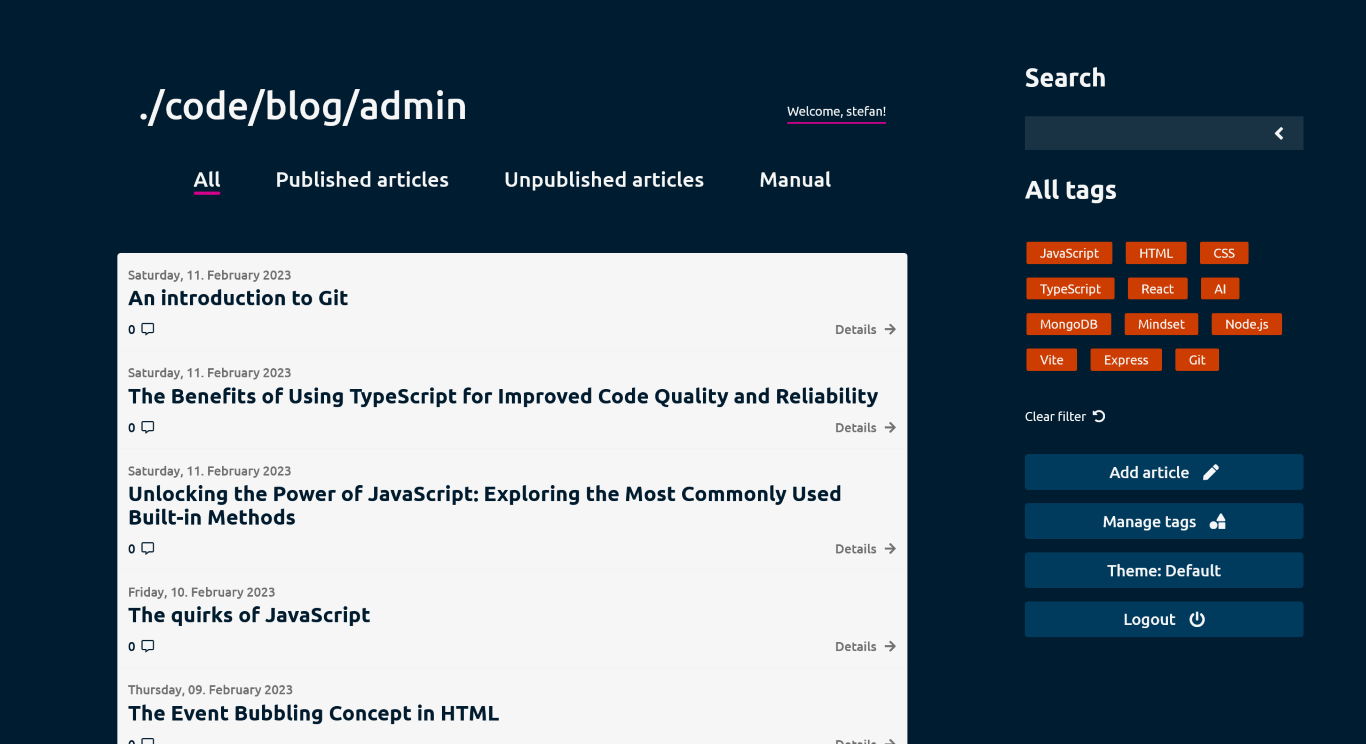 ./code/blog/admin
Welcome, stefan!
All Published articles Unpublished articles Manual
Saturday, 11. February 2023
An introduction to Git
0
Details
Saturday, 11. February 2023
The Benefits of Using TypeScript for Improved Code Quality and Reliability
0
Details
Saturday, 11. February 2023
Unlocking the Power of JavaScript: Exploring the Most Commonly Used
Built-in Methods
0
Details
Friday, 10. February 2023
The quirks of JavaScript
0
Details
Thursday, 09. February 2023
The Event Bubbling Concept in HTML
0
Details
Search
All tags
JavaScript HTML CSS
TypeScript React AI
MongoDB Mindset Node.js
Vite Express Git
Clear filter
Add article
Manage tags
Theme: Default
Logout